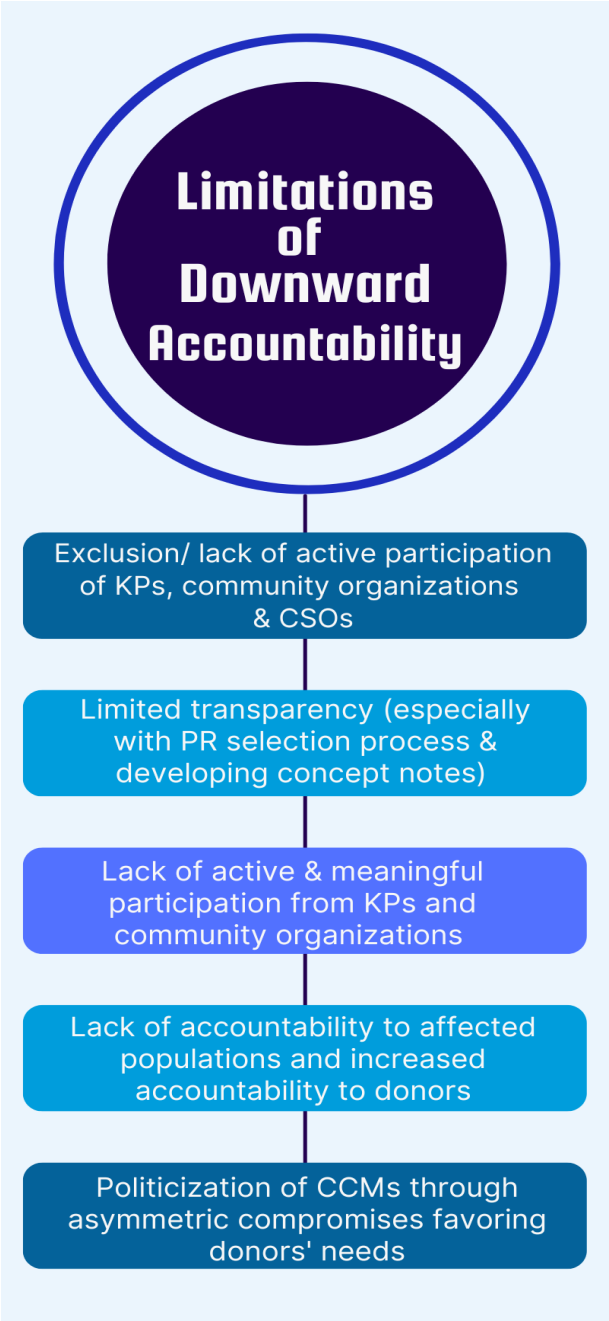 Limitations
of
Downward
Accountability
Exclusion/ lack of active participation
of KPs, community organizations
& CSOs
Limited transparency (especially
with PR selection process &
developing concept notes)
Lack of active & meaningful
participation from KPs and
community organizations
Lack of accountability to affected
populations and increased
accountability to donors
Politicization of CCMs through
asymmetric compromises favoring
donors' needs